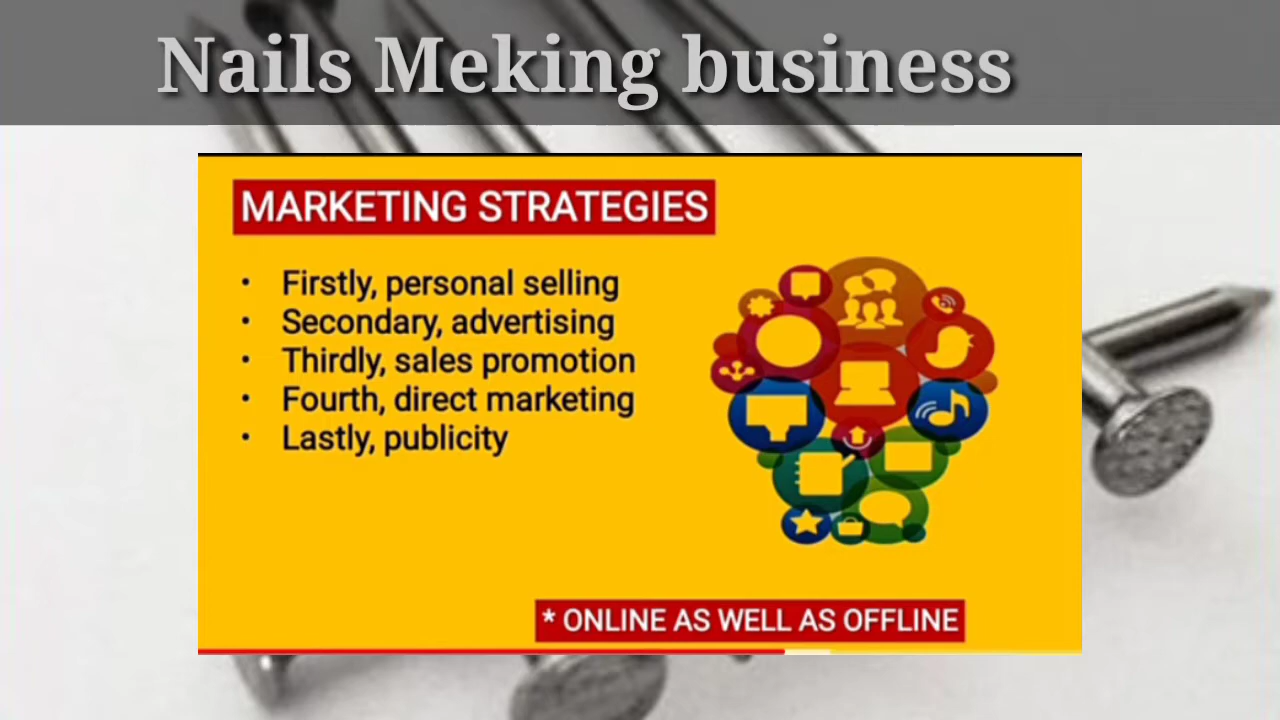 Nails Meking business
MARKETING STRATEGIES
• Firstly, personal selling
• Secondary, advertising
• Thirdly, sales promotion
• Fourth, direct marketing
• Lastly, publicity
* ONLINE AS WELL AS OFFLINE